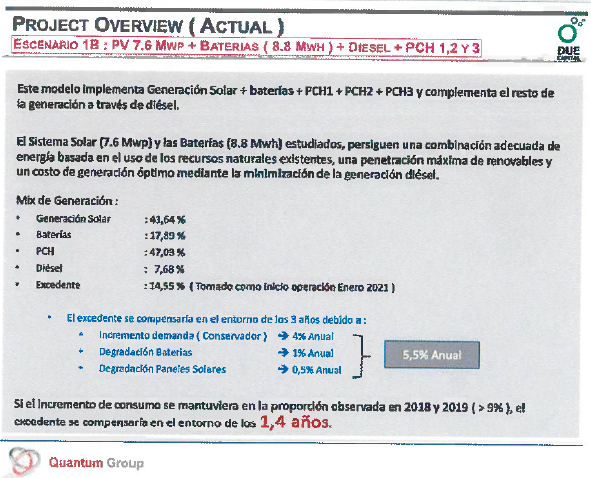 PROJECT OVERVIEW ( ACTUAL )
ESCENARIO 1B : PV 7.6 MWP + BATERIAS ( 8.8 MWH ) + DIESEL + PCH 1,2 Y 3
DUE
CAPITAL
Este modelo implementa Generación Solar + baterías + PCH1 + PCH2 + PCH3 y complementa el resto de
la generación a través de diésel.
El Sistema Solar (7.6 Mwp) y las Baterías (8.8 Mwh) estudiados, persiguen una combinación adecuada de
energía basada en el uso de los recursos naturales existentes, una penetración máxima de renovables y
un costo de generación óptimo mediante la minimización de la generación diésel.
Mix de Generación :
• Generación Solar : 43,64 %
• Baterías : 17,89 %
• PCH : 47,03 %
• Diésel : 7,68 %
• Excedente : 14,55 % ( Tomado como inicio operación Enero 2021 )
• El excedente se compensaría en el entorno de los 3 años debido a :
• Incremento demanda ( Conservador ) → 4% Anual
• Degradación Baterias → 1% Anual
• Degradación Paneles Solares → 0,5% Anual
5,5% Anual
Si el incremento de consumo se mantuviera en la proporción observada en 2018 y 2019 ( > 9% ), el
excedente se compensaría en el entorno de los 1,4 años.
Quantum Group